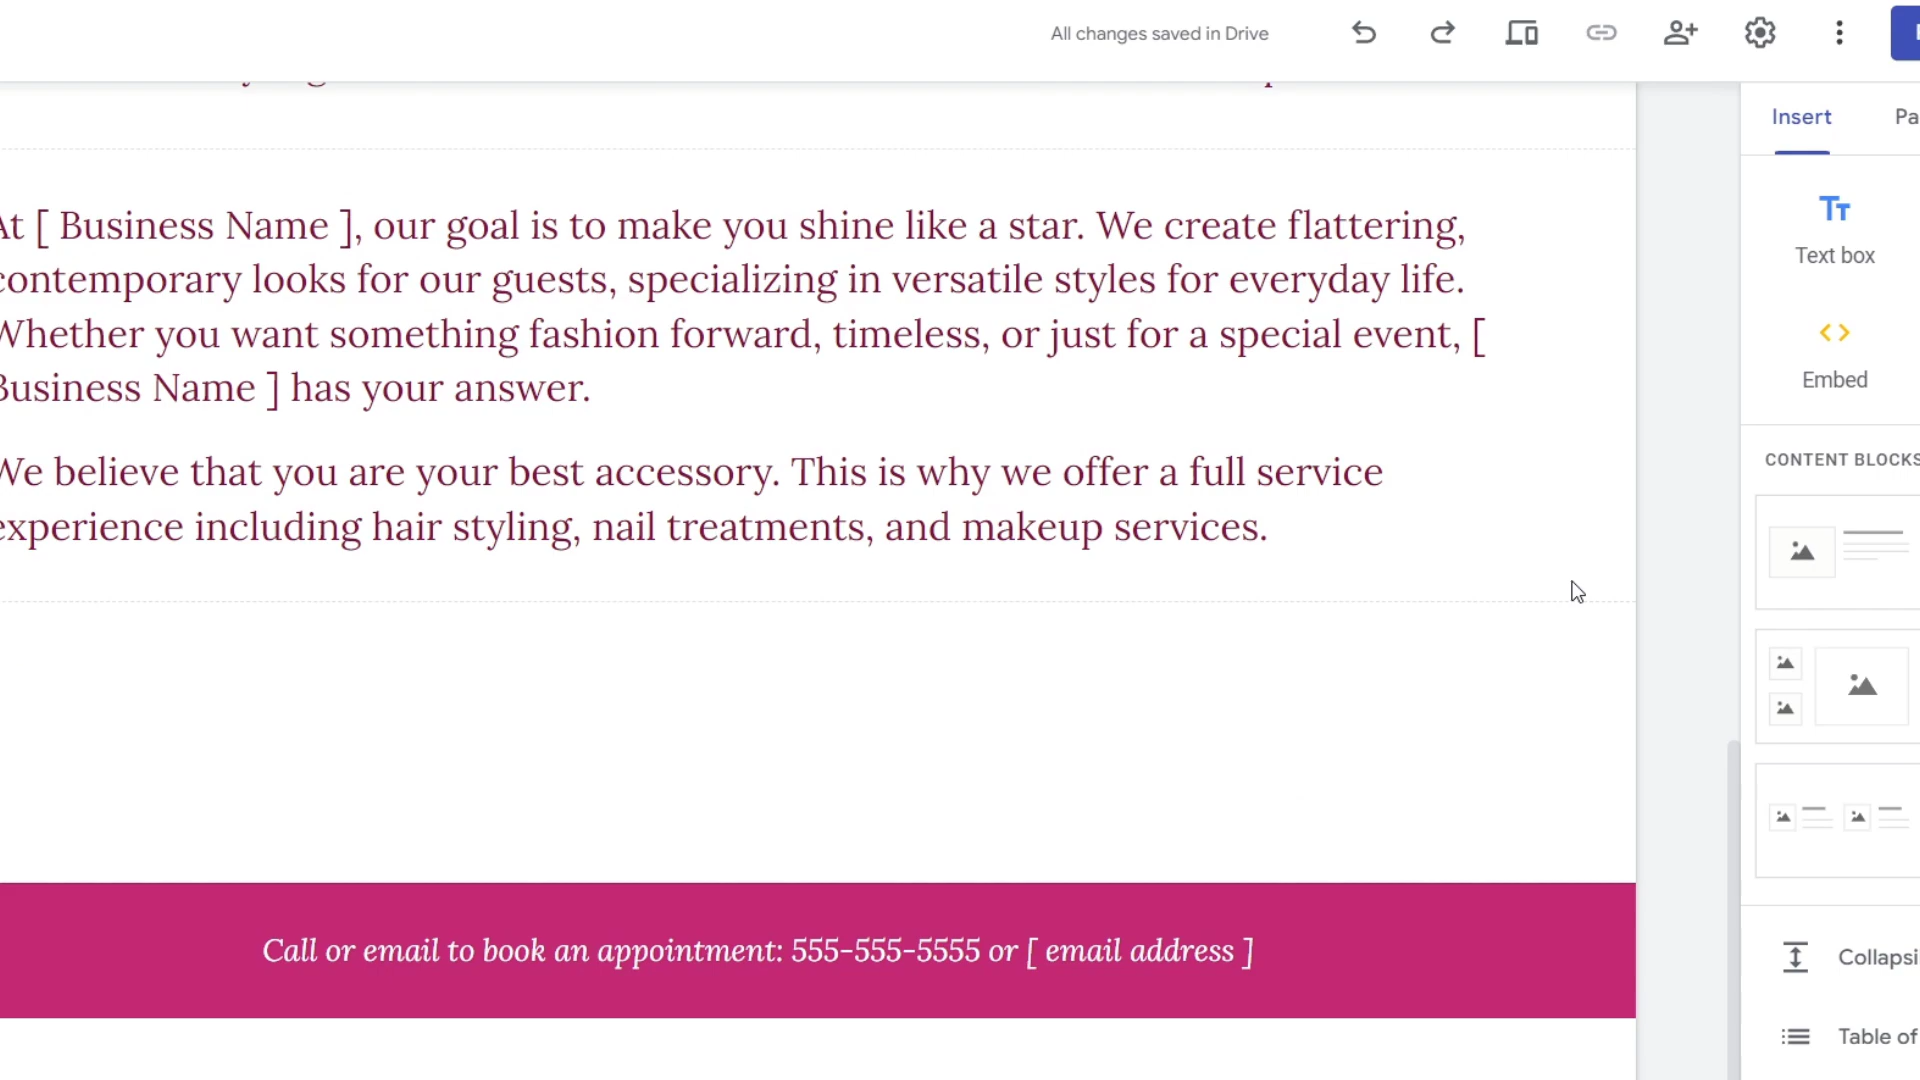 All changes saved in Drive
Insert
Text box
Embed
CONTENT BLOCKS
At [ Business Name ], our goal is to make you shine like a star. We create flattering,
contemporary looks for our guests, specializing in versatile styles for everyday life.
Whether you want something fashion forward, timeless, or just for a special event, [
Business Name ] has your answer.
We believe that you are your best accessory. This is why we offer a full service
experience including hair styling, nail treatments, and makeup services.
Call or email to book an appointment: 555-555-5555 or [ email address ]
Collapsi
Table of